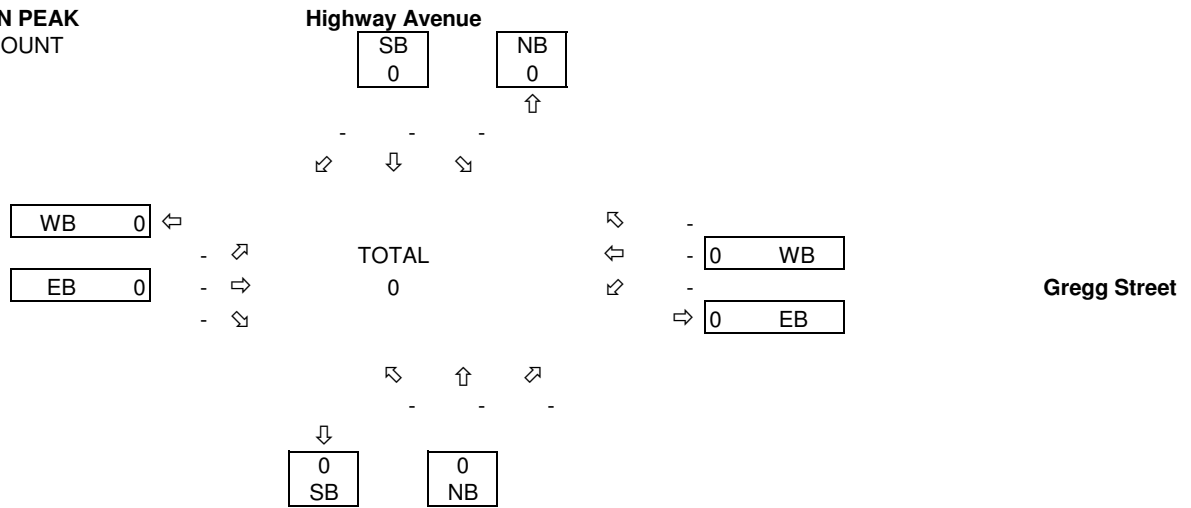 N PEAK Highway Avenue
OUNT SB NB
0 0
⇧
- - -
⬃ ⇩ ⬂
WB 0 ⇦ ⬁ -
- ⬀ TOTAL ⇦ - 0 WB
EB 0 - ⇨ 0 ⬃ - Gregg Street
- ⬂ ⇨ 0 EB
⬁ ⇧ ⬀
- - -
⇩
0 0
SB NB